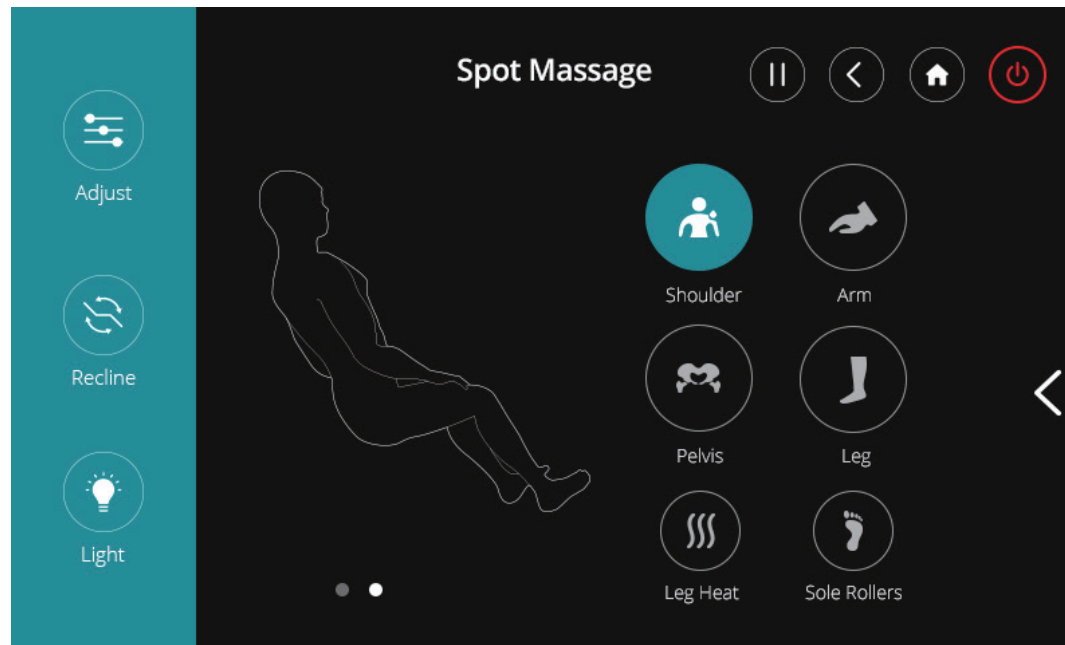 Spot Massage
Adjust
Recline
Light
Shoulder
Arm
Pelvis
Leg
Leg Heat
Sole Rollers